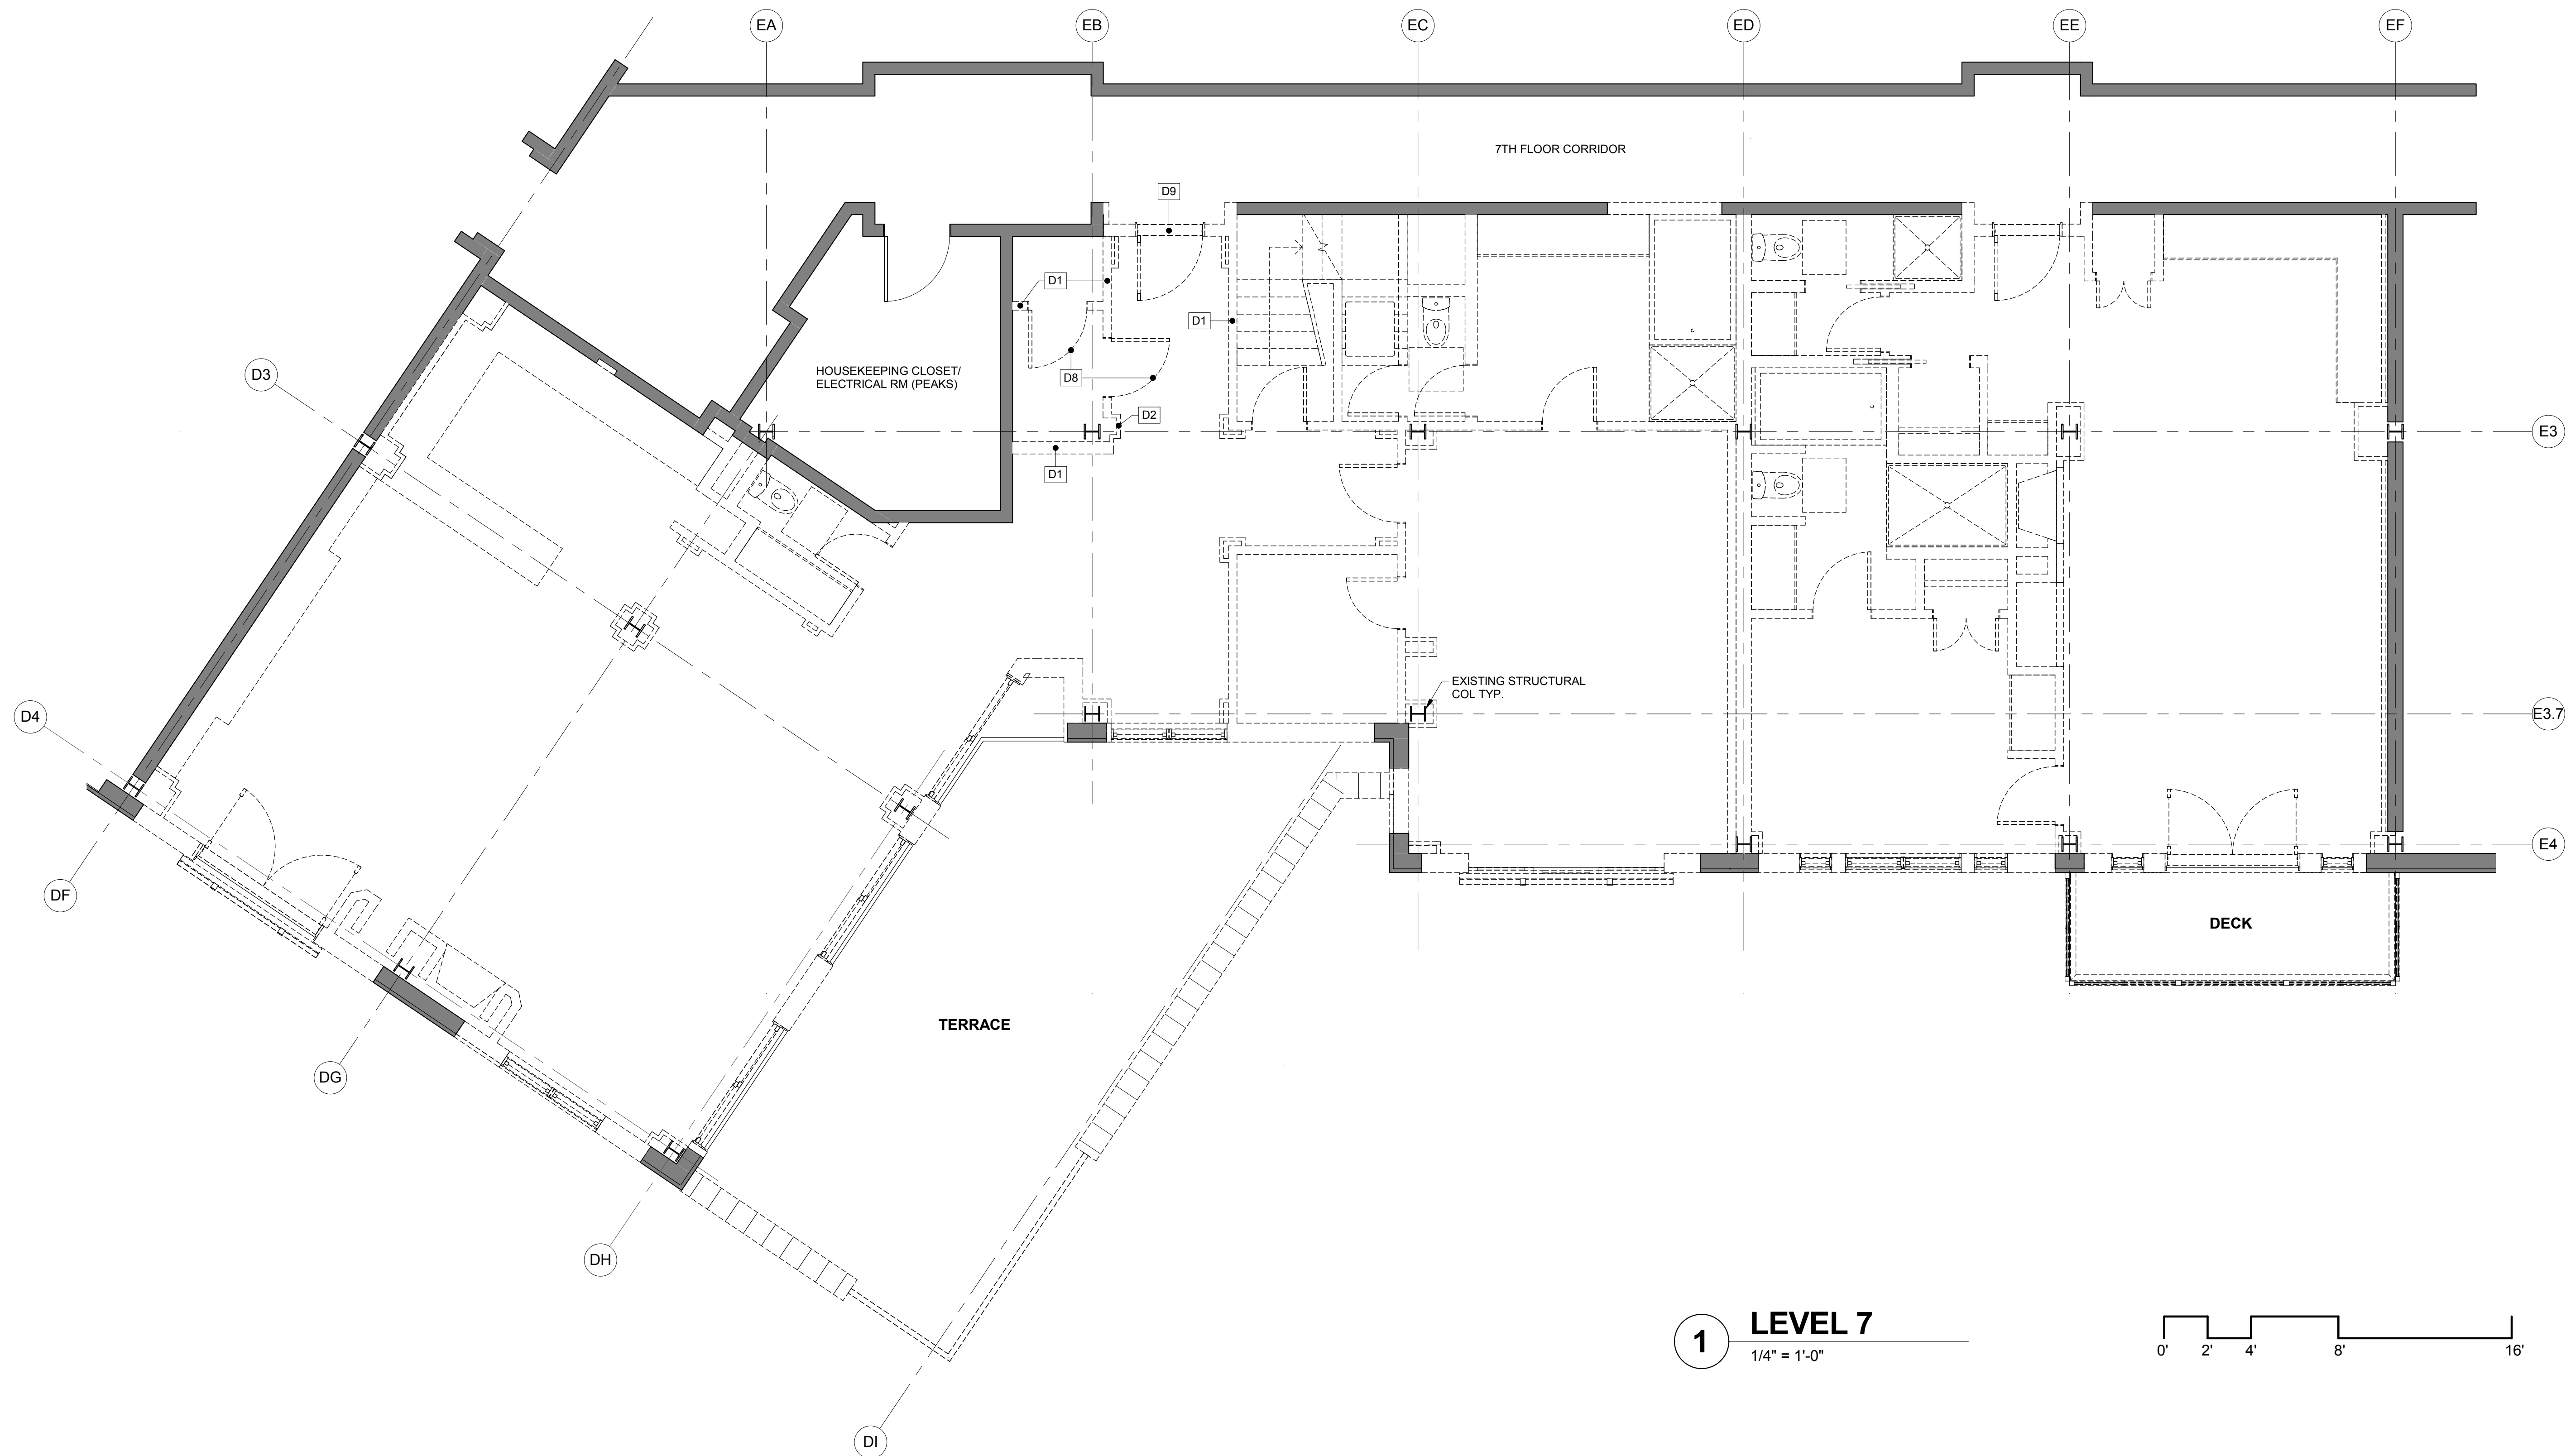 EA
EB
EC
ED
EE
EF
7TH FLOOR CORRIDOR
D9
D1
D1
D8
HOUSEKEEPING CLOSET/
ELECTRICAL RM (PEAKS)
D3
D2
D1
E3
EXISTING STRUCTURAL
COL TYP.
D4
E3.7
E4
DF
DECK
TERRACE
DG
DH
DI
1
LEVEL 7
1/4" = 1'-0"
0'
2'
4'
8'
16'